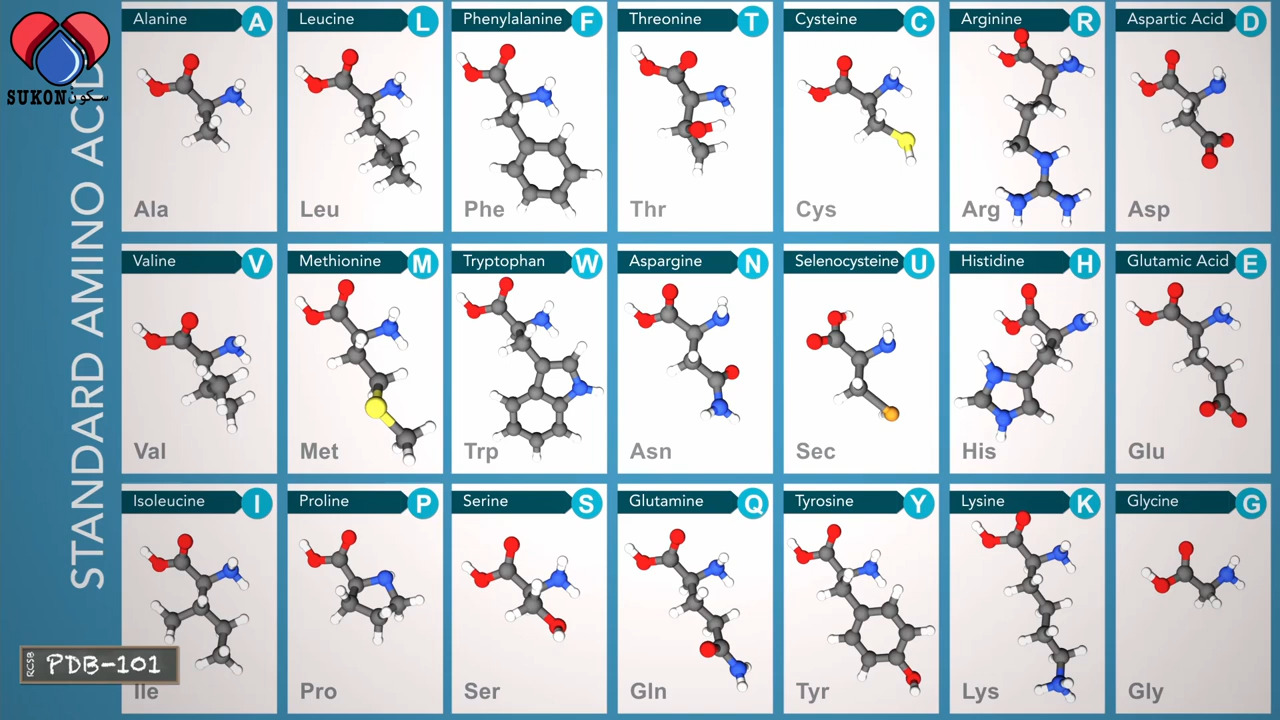 SUKON سكون
STANDARD AMINO ACID
Alanine A
Ala
Leucine L
Leu
Phenylalanine F
Phe
Threonine T
Thr
Cysteine C
Cys
Arginine R
Arg
Aspartic Acid D
Asp
Valine V
Val
Methionine M
Met
Tryptophan W
Trp
Aspargine N
Asn
Selenocysteine U
Sec
Histidine H
His
Glutamic Acid E
Glu
Isoleucine I
Ile
Proline P
Pro
Serine S
Ser
Glutamine Q
Gln
Tyrosine Y
Tyr
Lysine K
Lys
Glycine G
Gly
RCSB PDB-101